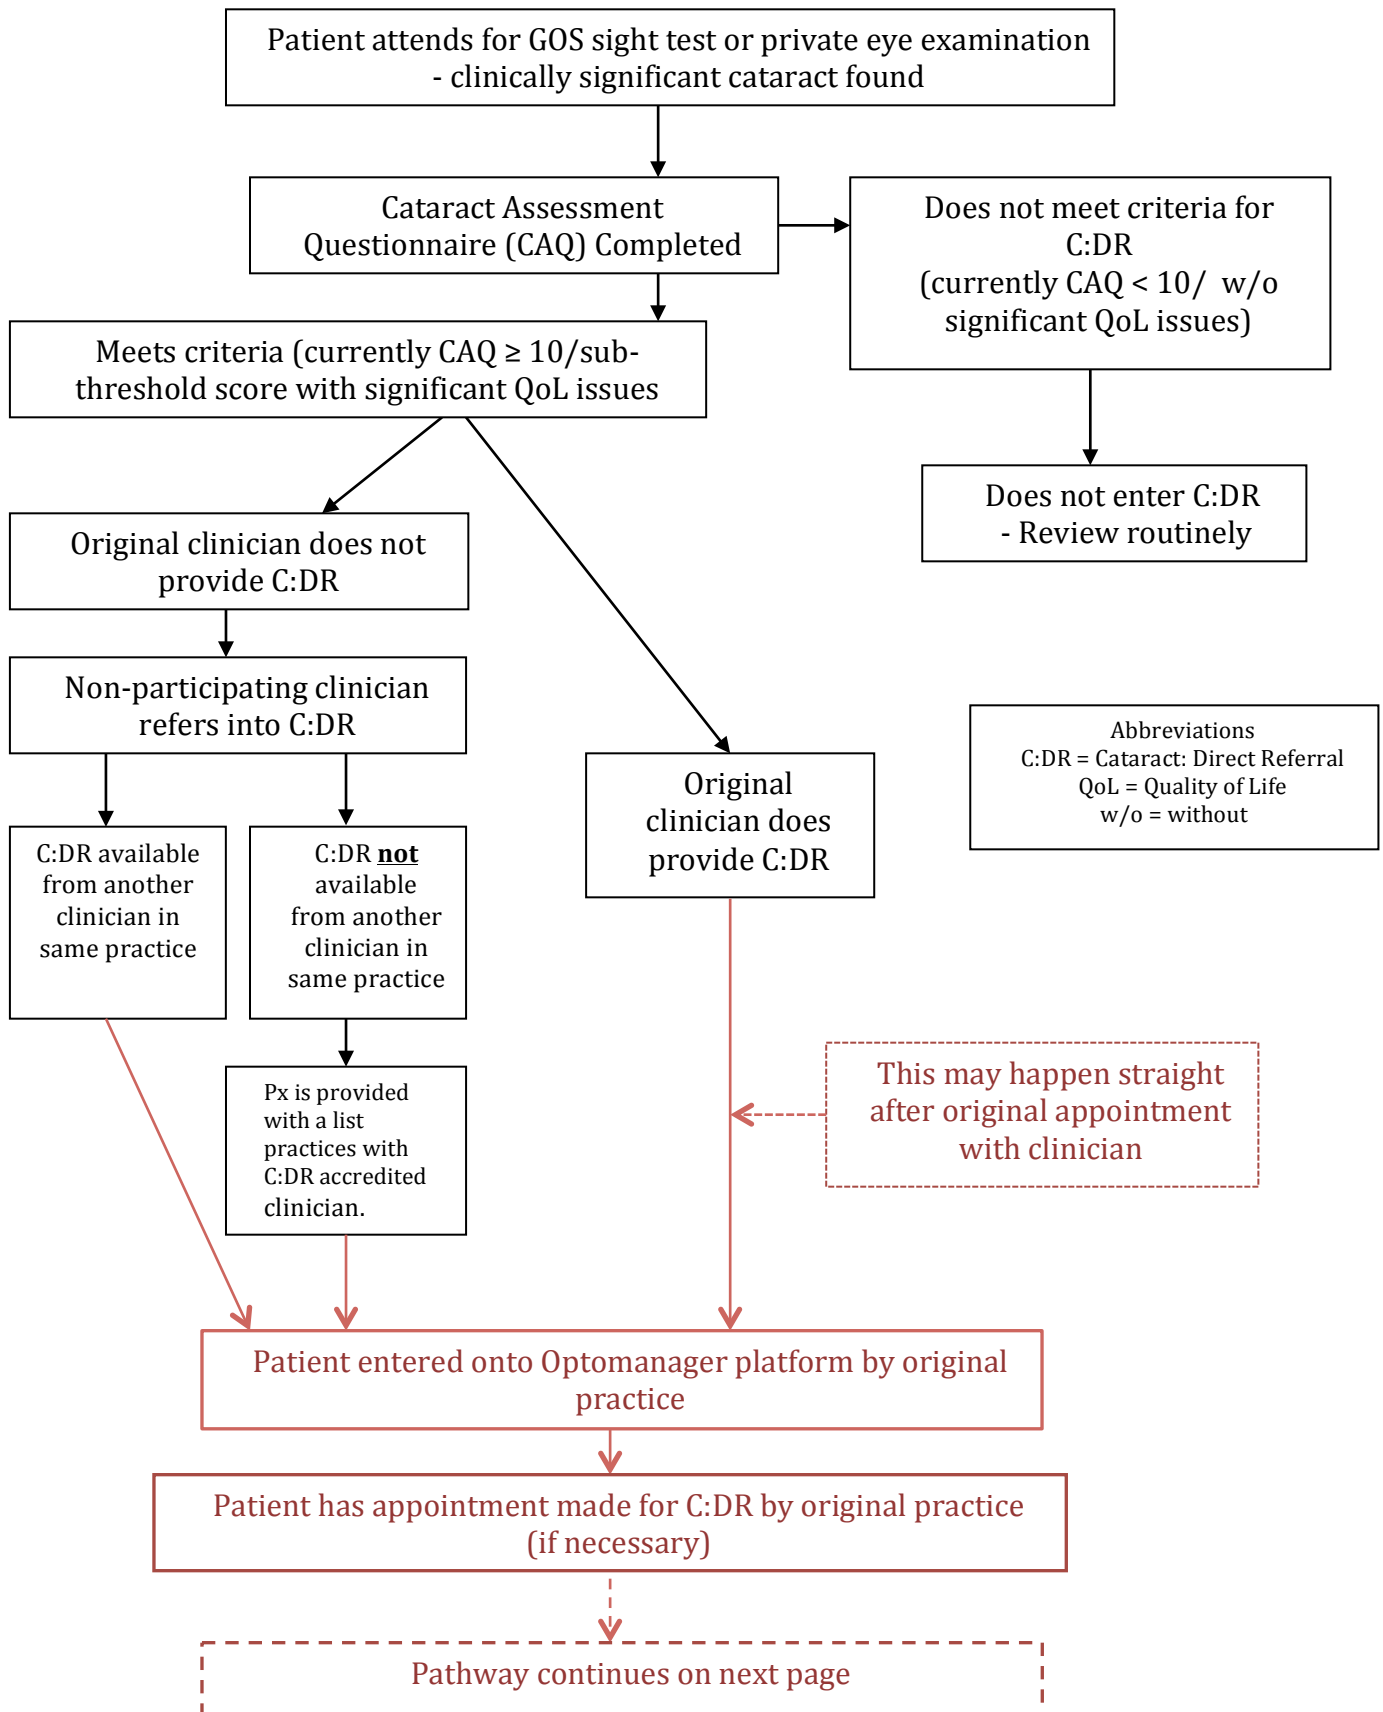 Patient attends for GOS sight test or private eye examination
- clinically significant cataract found
Cataract Assessment
Questionnaire (CAQ) Completed
Does not meet criteria for
C:DR
(currently CAQ < 10/  w/o
significant QoL issues)
Meets criteria (currently CAQ ≥ 10/sub-
threshold score with significant QoL issues
Does not enter C:DR
- Review routinely
Original clinician does not
provide C:DR
Non-participating clinician
refers into C:DR
Abbreviations
C:DR = Cataract: Direct Referral
QoL = Quality of Life
w/o = without
Original
clinician does
provide C:DR
C:DR available
from another
clinician in
same practice
C:DR not
available
from another
clinician in
same practice
This may happen straight
after original appointment
with clinician
Px is provided
with a list
practices with
C:DR accredited
clinician.
Patient entered onto Optomanager platform by original
practice
Patient has appointment made for C:DR by original practice
(if necessary)
Pathway continues on next page